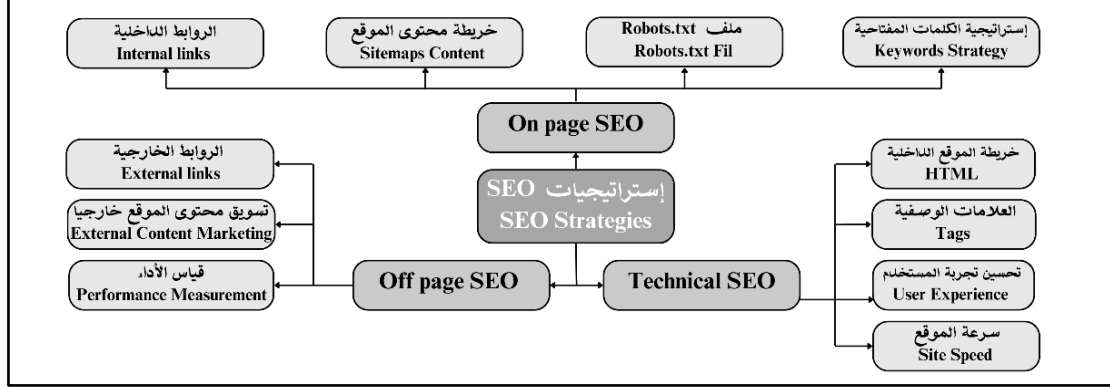 الروابط الداخلية
Internal links
خريطة محتوى الموقع
Sitemaps Content
ملف Robots.txt
Robots.txt Fil
إستراتيجية الكلمات المفتاحية
Keywords Strategy
On page SEO
الروابط الخارجية
External links
تسويق محتوى الموقع خارجيا
External Content Marketing
قياس الأداء
Performance Measurement
إستراتيجيات SEO
SEO Strategies
Off page SEO
Technical SEO
خريطة الموقع الداخلية
HTML
العلامات الوصفية
Tags
تحسين تجربة المستخدم
User Experience
سرعة الموقع
Site Speed